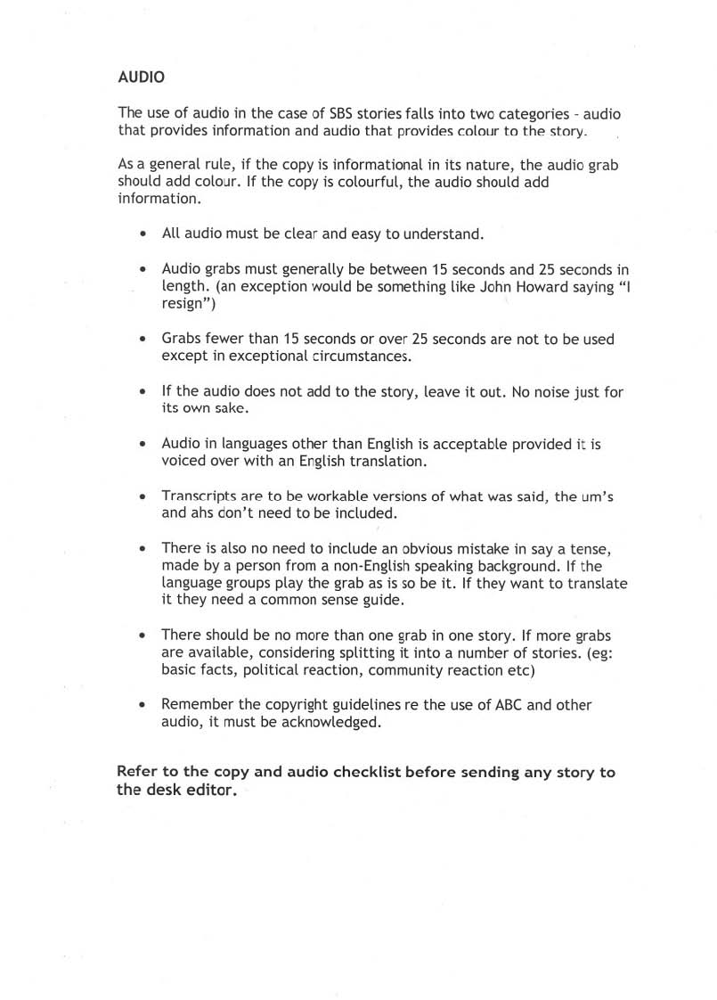 AUDIO
The use of audio in the case of SBS stories falls into two categories - audio
that provides information and audio that provides colour to the story.
As a general rule, if the copy is informational in its nature, the audio grab
should add colour. If the copy is colourful, the audio should add
information.
• All audio must be clear and easy to understand.
• Audio grabs must generally be between 15 seconds and 25 seconds in
length. (an exception would be something like John Howard saying “I
resign”)
• Grabs fewer than 15 seconds or over 25 seconds are not to be used
except in exceptional circumstances.
• If the audio does not add to the story, leave it out. No noise just for
its own sake.
• Audio in languages other than English is acceptable provided it is
voiced over with an English translation.
• Transcripts are to be workable versions of what was said, the um’s
and ahs don’t need to be included.
• There is also no need to include an obvious mistake in say a tense,
made by a person from a non-English speaking background. If the
language groups play the grab as is so be it. If they want to translate
it they need a common sense guide.
• There should be no more than one grab in one story. If more grabs
are available, considering splitting it into a number of stories. (eg:
basic facts, political reaction, community reaction etc)
• Remember the copyright guidelines re the use of ABC and other
audio, it must be acknowledged.
Refer to the copy and audio checklist before sending any story to
the desk editor.